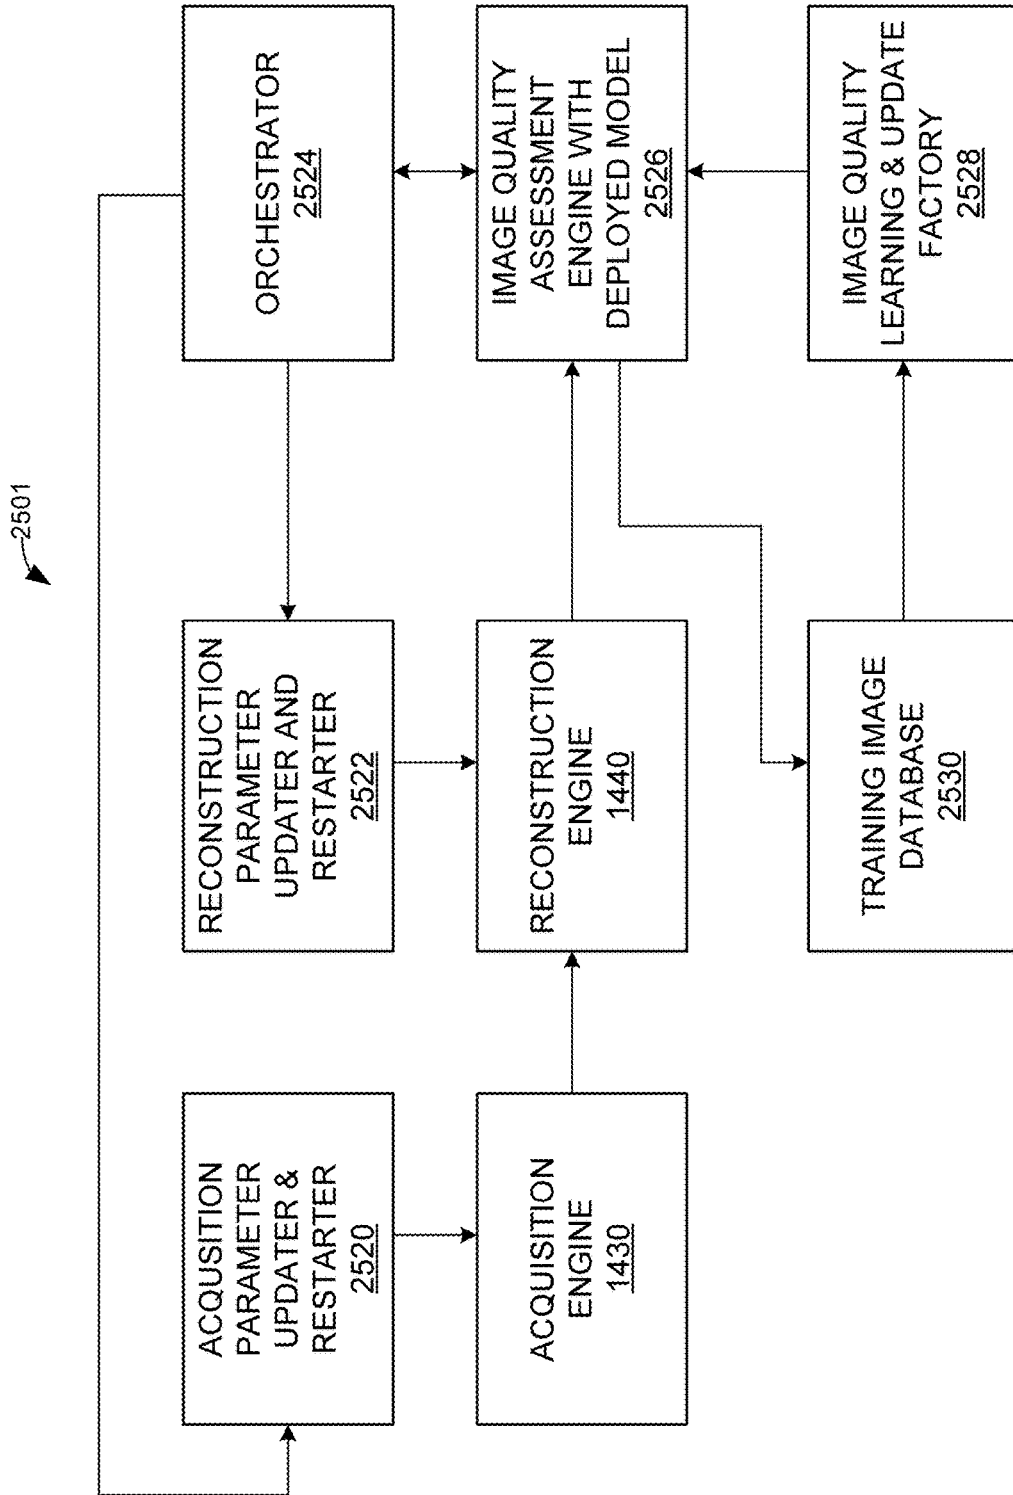 2501
ACQUSITION
PARAMETER
UPDATER &
RESTARTER
2520
RECONSTRUCTION
PARAMETER
UPDATER AND
RESTARTER
2522
ORCHESTRATOR
2524
ACQUISITION
ENGINE
1430
RECONSTRUCTION
ENGINE
1440
IMAGE QUALITY
ASSESSMENT
ENGINE WITH
DEPLOYED MODEL
2526
TRAINING IMAGE
DATABASE
2530
IMAGE QUALITY
LEARNING & UPDATE
FACTORY
2528